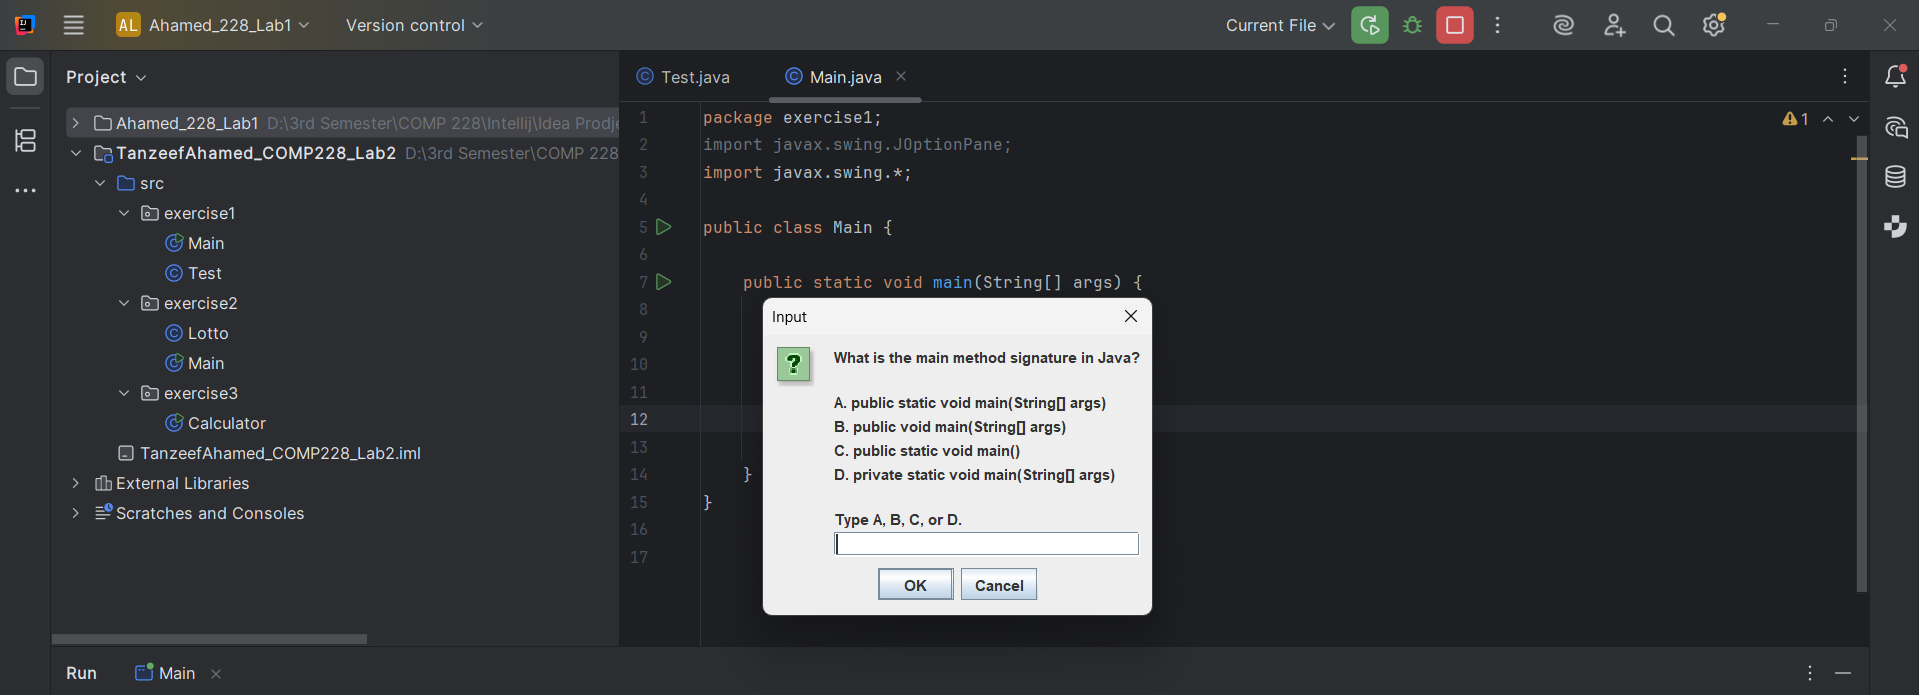 AL Ahamed_228_Lab1 Version control Current File
Project
Ahamed_228_Lab1 D:\3rd Semester\COMP 228\Intellij\Idea Prodje
TanzeefAhamed_COMP228_Lab2 D:\3rd Semester\COMP 228
src
exercise1
Main
Test
exercise2
Lotto
Main
exercise3
Calculator
TanzeefAhamed_COMP228_Lab2.iml
External Libraries
Scratches and Consoles
Test.java Main.java
1 package exercise1;
2 import javax.swing.JOptionPane;
3 import javax.swing.*;
4
5 public class Main {
6
7 public static void main(String[] args) {
8
9
10
11
12
13
14 }
15 }
16
17
1
Input
?
What is the main method signature in Java?
A. public static void main(String[] args)
B. public void main(String[] args)
C. public static void main()
D. private static void main(String[] args)
Type A, B, C, or D.
OK Cancel
Run Main